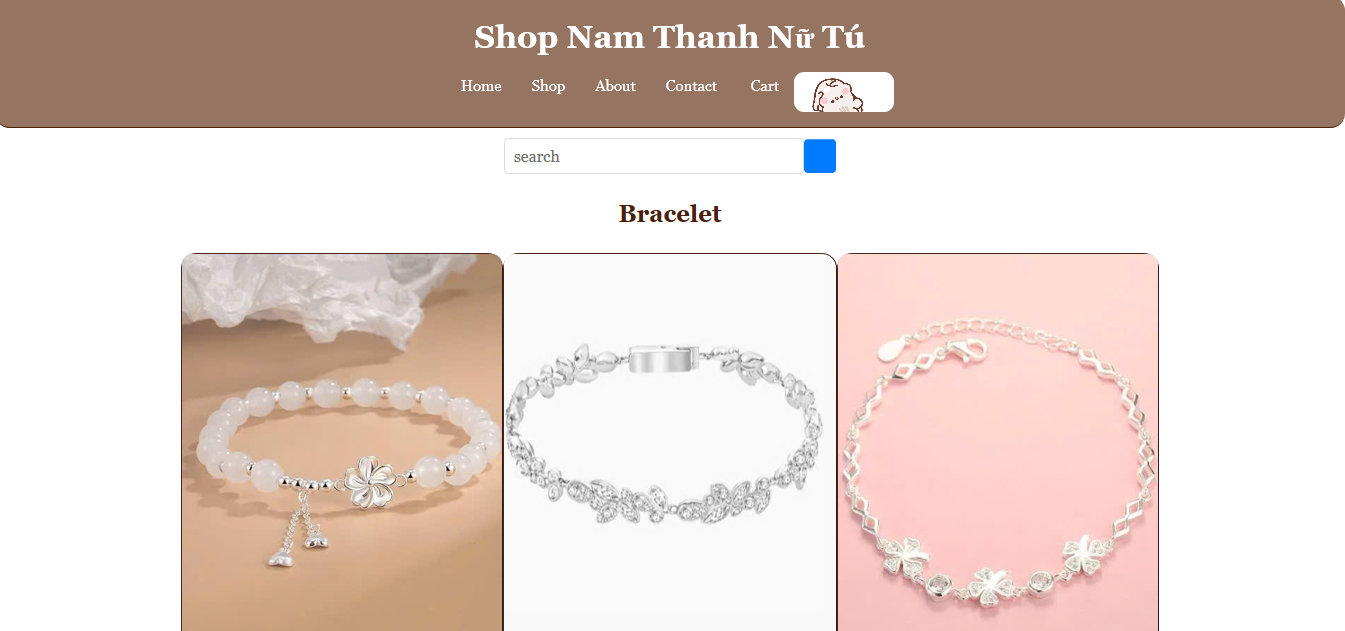 Shop Nam Thanh Nữ Tú
Home Shop About Contact Cart
search
Bracelet